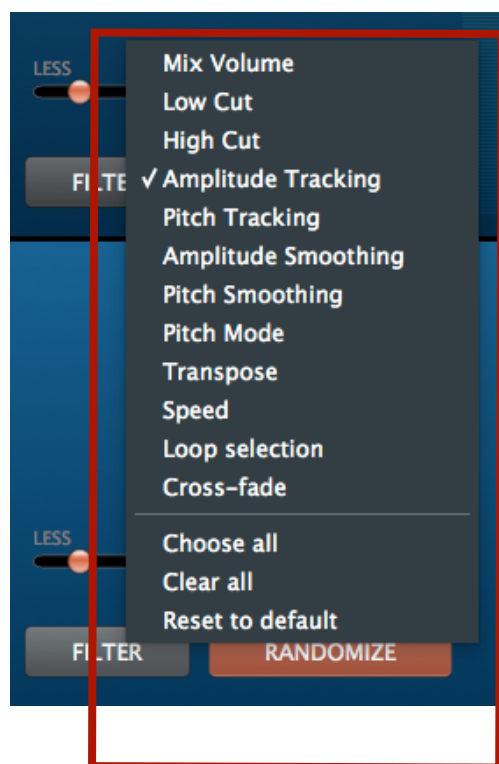 LESS
Mix Volume
Low Cut
High Cut
FILTE
✓ Amplitude Tracking
Pitch Tracking
Amplitude Smoothing
Pitch Smoothing
Pitch Mode
Transpose
Speed
Loop selection
Cross-fade
LESS
Choose all
Clear all
Reset to default
FILTER
RANDOMIZE